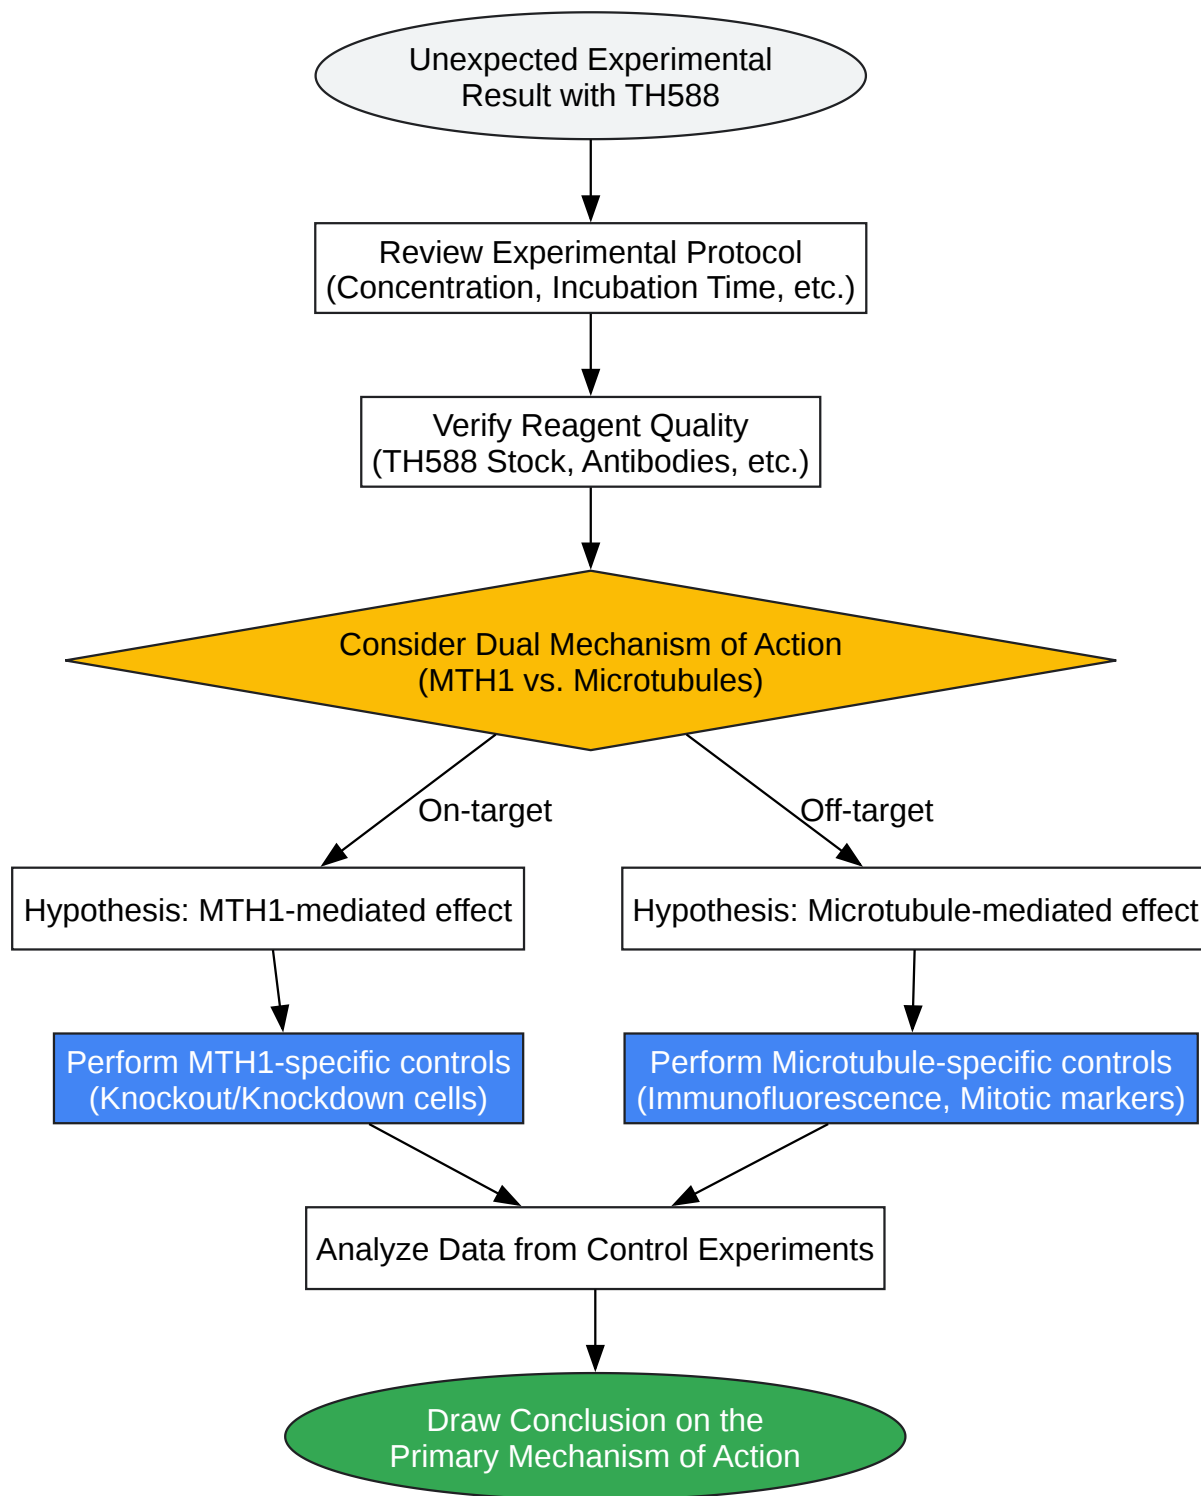 Unexpected Experimental
Result with TH588
Review Experimental Protocol
(Concentration, Incubation Time, etc.)
Verify Reagent Quality
(TH588 Stock, Antibodies, etc.)
Consider Dual Mechanism of Action
(MTH1 vs. Microtubules)
On-target
Off-target
Hypothesis: MTH1-mediated effect
Hypothesis: Microtubule-mediated effect
Perform MTH1-specific controls
(Knockout/Knockdown cells)
Perform Microtubule-specific controls
(Immunofluorescence, Mitotic markers)
Analyze Data from Control Experiments
Draw Conclusion on the
Primary Mechanism of Action